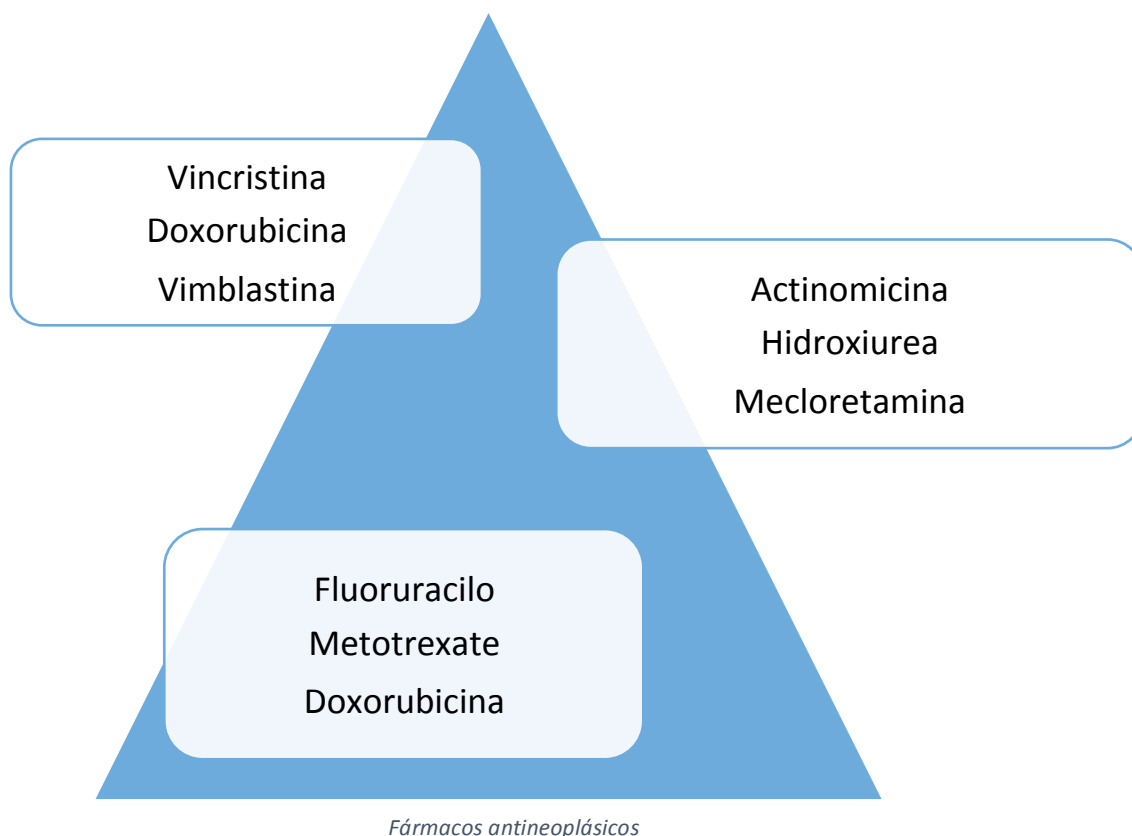 Vincristina
Doxorubicina
Vimblastina
Actinomicina
Hidroxiurea
Mecloretamina
Fluoruracilo
Metotrexate
Doxorubicina
Fármacos antineoplásicos